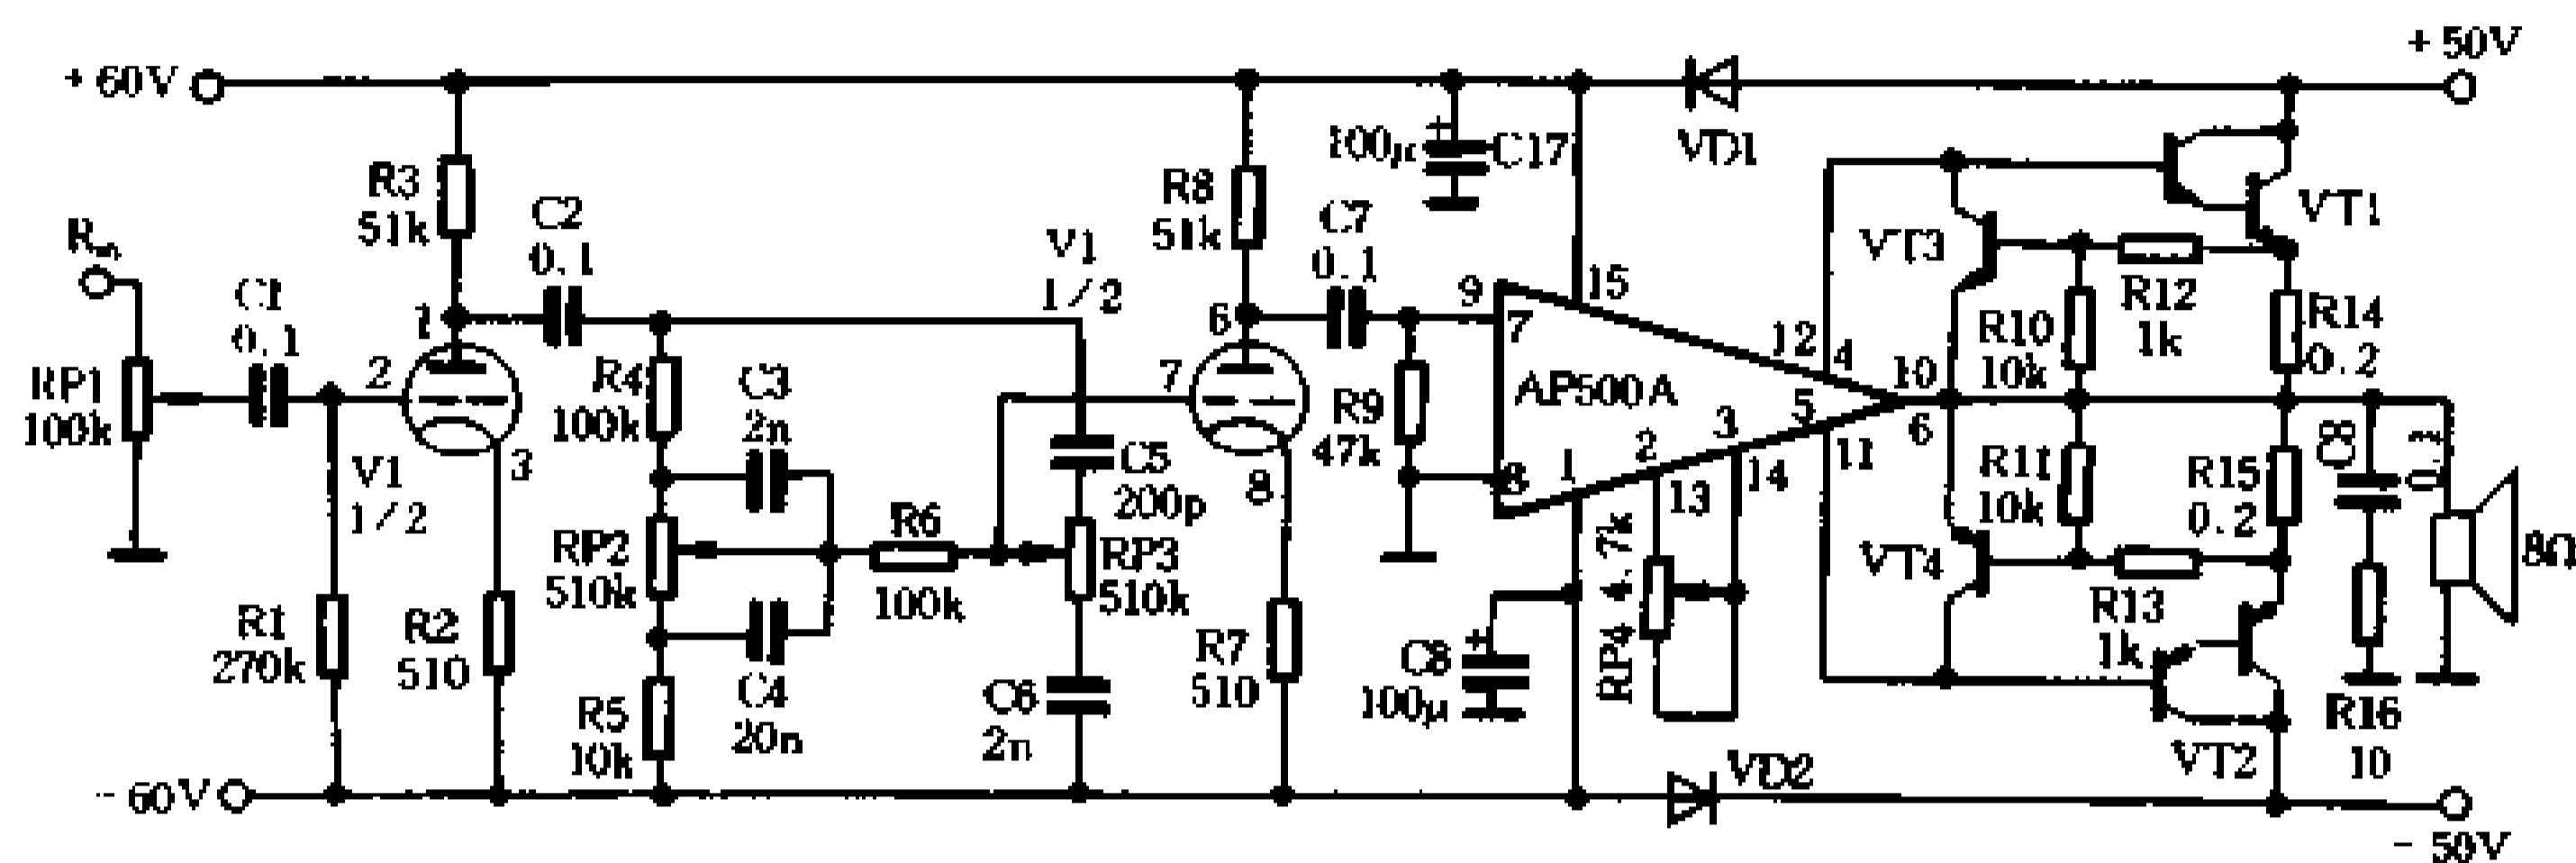 + 60V
+ 50V
R3
51k
C2
0.1
V1
1/2
R8
51k
C7
0.1
100μ
C17
VD1
VT1
VT3
R12
1k
R10
10k
R14
0.2
C1
0.1
RP1
100k
1
2
3
V1
1/2
R4
100k
C3
2n
C5
200p
6
7
8
9
7
15
AP500A
12
4
10
6
5
11
3
14
2
13
1
8
R9
47k
RP2
510k
R6
100k
RP3
510k
RP4 4.7k
R11
10k
R15
0.2
C8
0.1
8Ω
VT4
R13
1k
R1
270k
R2
510
R5
10k
C4
20n
C6
2n
R7
510
C8
100μ
VT2
R16
10
VD2
- 60V
- 50V